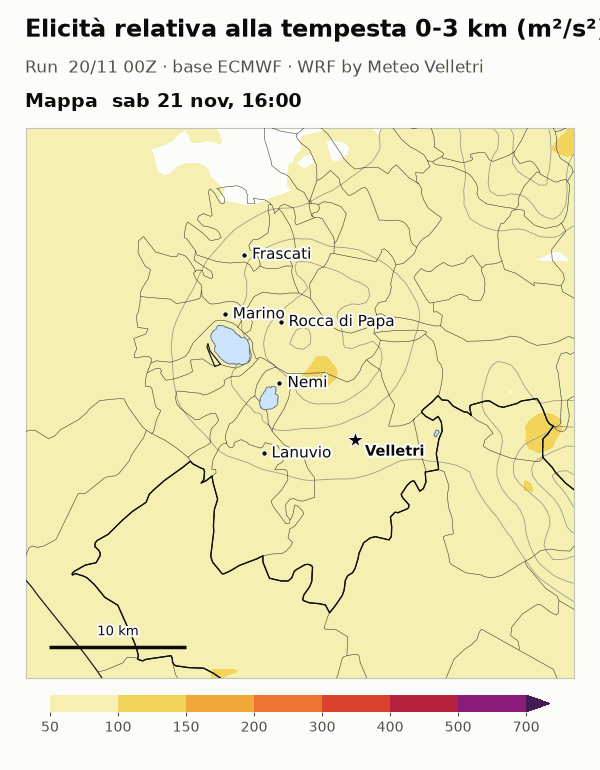 Elicità relativa alla tempesta 0-3 km (m²/s²)
Run 20/11 00Z · base ECMWF · WRF by Meteo Velletri
Mappa sab 21 nov, 16:00
Frascati
Marino
Rocca di Papa
Nemi
Velletri
Lanuvio
10 km
50 100 150 200 300 400 500 700